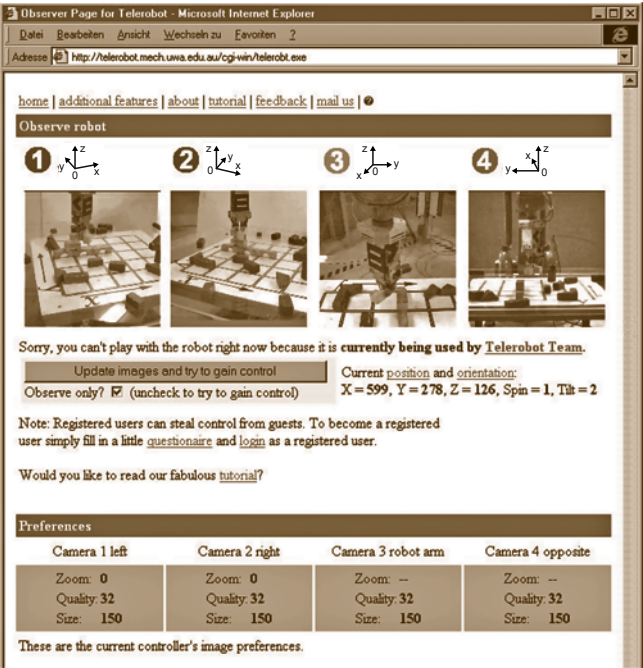 Observer Page for Telerobot - Microsoft Internet Explorer
Datei Bearbeiten Ansicht Wechseln zu Favoriten ?
Adresse http://telerobot.mech.uwa.edu.au/cgi-win/telerobt.exe
home | additional features | about | tutorial | feedback | mail us | ?
Observe robot
1 z y x 0 2 z y x 0 3 z y x 0 4 z x y 0
Sorry, you can't play with the robot right now because it is currently being used by Telerobot Team.
Update images and try to gain control
Observe only? (uncheck to try to gain control)
Current position and orientation:
X = 599, Y = 278, Z = 126, Spin = 1, Tilt = 2
Note: Registered users can steal control from guests. To become a registered
user simply fill in a little questionaire and login as a registered user.
Would you like to read our fabulous tutorial?
Preferences
Camera 1 left Camera 2 right Camera 3 robot arm Camera 4 opposite
Zoom: 0 Zoom: 0 Zoom: -- Zoom: --
Quality: 32 Quality: 32 Quality: 32 Quality: 32
Size: 150 Size: 150 Size: 150 Size: 150
These are the current controller's image preferences.